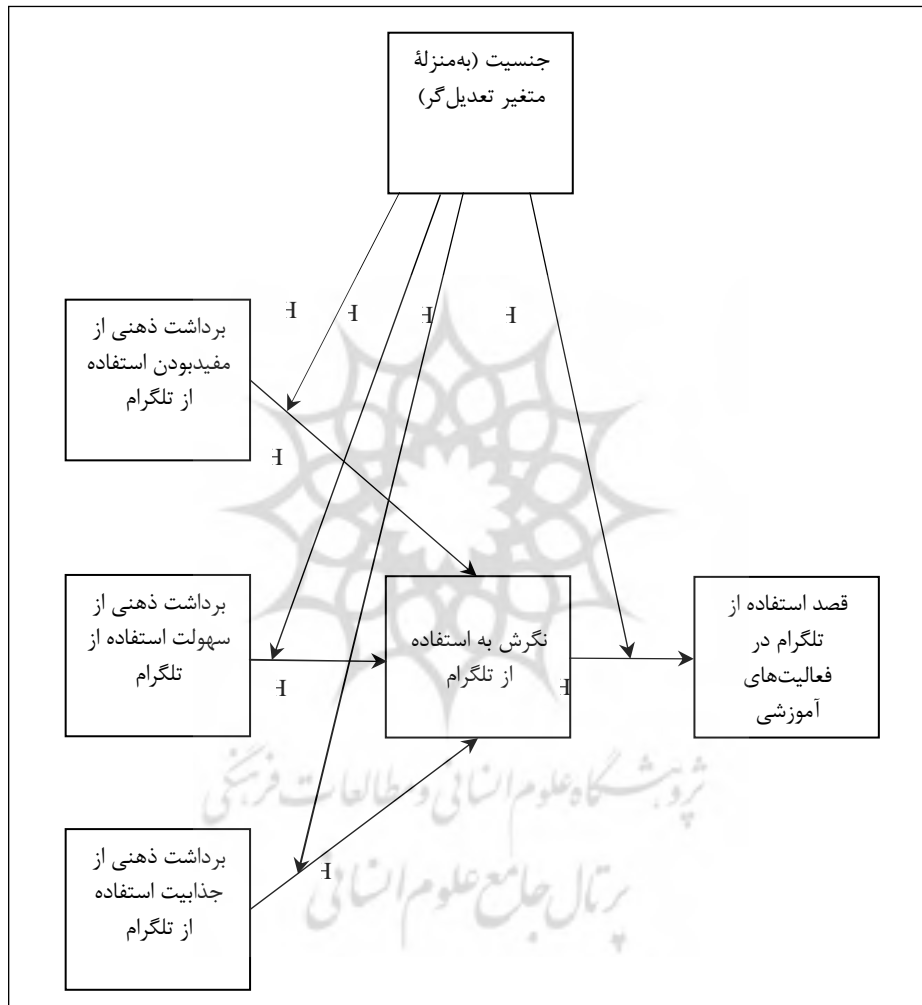 جنسیت (به‌منزلۀ
متغیر تعدیل‌گر)
H
H
H
H
برداشت ذهنی از
مفیدبودن استفاده
از تلگرام
H
برداشت ذهنی از
سهولت استفاده از
تلگرام
H
نگرش به استفاده
از تلگرام
H
قصد استفاده از
تلگرام در
فعالیت‌های
آموزشی
برداشت ذهنی از
جذابیت استفاده
از تلگرام
H
پژوهشگاه علوم انسانی و مطالعات فرهنگی
پرتال جامع علوم انسانی